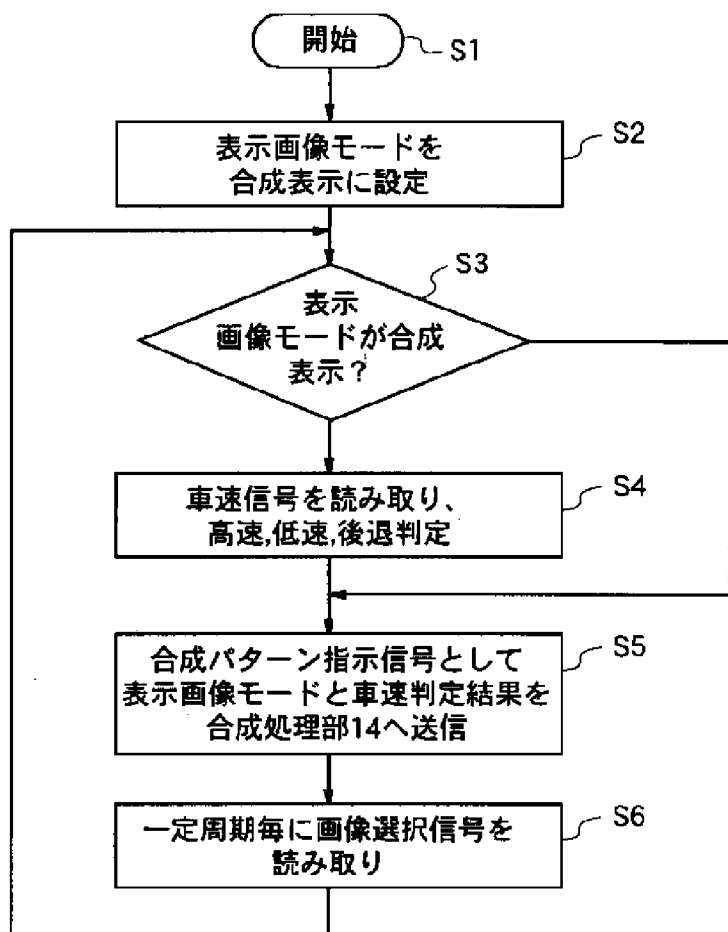 開始
S1
表示画像モードを
合成表示に設定
S2
S3
表示
画像モードが合成
表示?
車速信号を読み取り、
高速,低速,後退判定
S4
合成パターン指示信号として
表示画像モードと車速判定結果を
合成処理部14へ送信
S5
一定周期毎に画像選択信号を
読み取り
S6